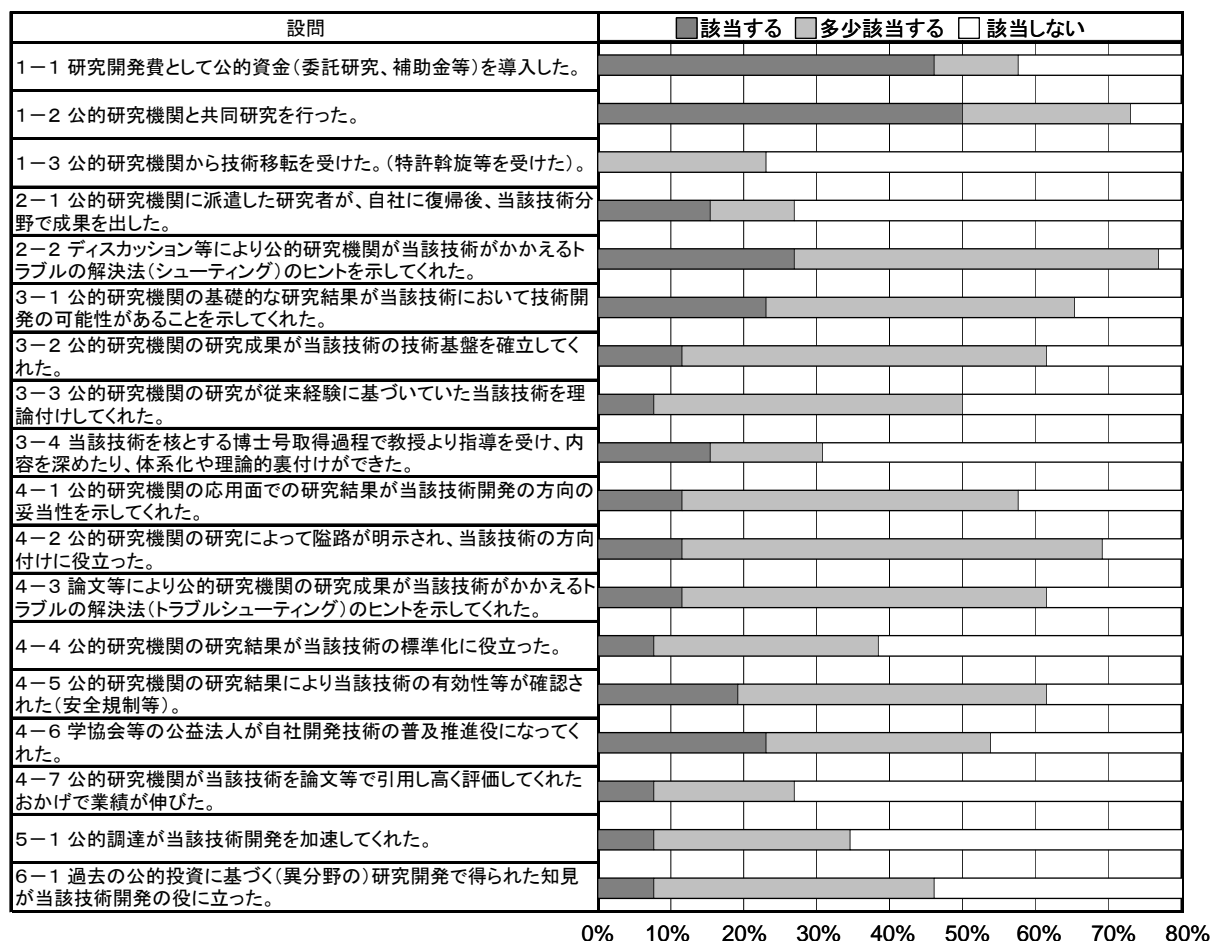 設問
該当する 多少該当する 該当しない
1－1 研究開発費として公的資金（委託研究、補助金等）を導入した。
1－2 公的研究機関と共同研究を行った。
1－3 公的研究機関から技術移転を受けた。（特許斡旋等を受けた）。
2－1 公的研究機関に派遣した研究者が、自社に復帰後、当該技術分
野で成果を出した。
2－2 ディスカッション等により公的研究機関が当該技術がかかえるト
ラブルの解決法（シューティング）のヒントを示してくれた。
3－1 公的研究機関の基礎的な研究結果が当該技術において技術開
発の可能性があることを示してくれた。
3－2 公的研究機関の研究成果が当該技術の技術基盤を確立してく
れた。
3－3 公的研究機関の研究が従来経験に基づいていた当該技術を理
論付けしてくれた。
3－4 当該技術を核とする博士号取得過程で教授より指導を受け、内
容を深めたり、体系化や理論的裏付けができた。
4－1 公的研究機関の応用面での研究結果が当該技術開発の方向の
妥当性を示してくれた。
4－2 公的研究機関の研究によって隘路が明示され、当該技術の方向
付けに役立った。
4－3 論文等により公的研究機関の研究成果が当該技術がかかえるト
ラブルの解決法（トラブルシューティング）のヒントを示してくれた。
4－4 公的研究機関の研究結果が当該技術の標準化に役立った。
4－5 公的研究機関の研究結果により当該技術の有効性等が確認さ
れた（安全規制等）。
4－6 学協会等の公益法人が自社開発技術の普及推進役になってく
れた。
4－7 公的研究機関が当該技術を論文等で引用し高く評価してくれた
おかげで業績が伸びた。
5－1 公的調達が当該技術開発を加速してくれた。
6－1 過去の公的投資に基づく（異分野の）研究開発で得られた知見
が当該技術開発の役に立った。
0% 10% 20% 30% 40% 50% 60% 70% 80%